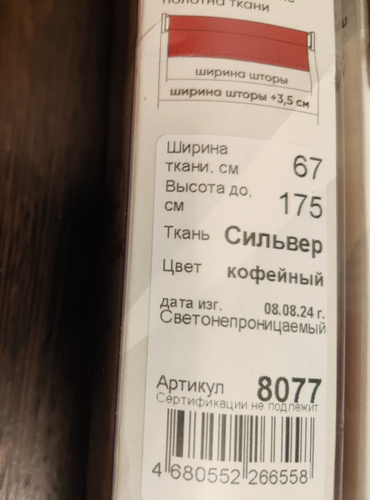 полотна ткани
ширина шторы
ширина шторы +3,5 см
Ширина
ткани, см 67
Высота до,
см 175
Ткань Сильвер
Цвет кофейный
дата изг. 08.08.24 г.
Светонепроницаемый
Артикул 8077
Сертификации не подлежит
4 680552 266558